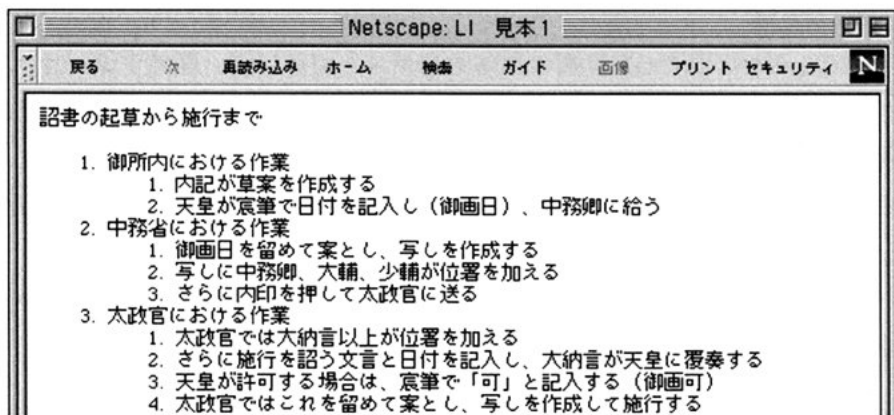 Netscape: LI 見本1
戻る 次 再読み込み ホーム 検索 ガイド 画像 プリント セキュリティ N
詔書の起草から施行まで
1. 御所内における作業
1. 内記が草案を作成する
2. 天皇が宸筆で日付を記入し（御画日）、中務卿に給う
2. 中務省における作業
1. 御画日を留めて案とし、写しを作成する
2. 写しに中務卿、大輔、少輔が位署を加える
3. さらに内印を押して太政官に送る
3. 太政官における作業
1. 太政官では大納言以上が位署を加える
2. さらに施行を詔う文言と日付を記入し、大納言が天皇に覆奏する
3. 天皇が許可する場合は、宸筆で「可」と記入する（御画可）
4. 太政官ではこれを留めて案とし、写しを作成して施行する